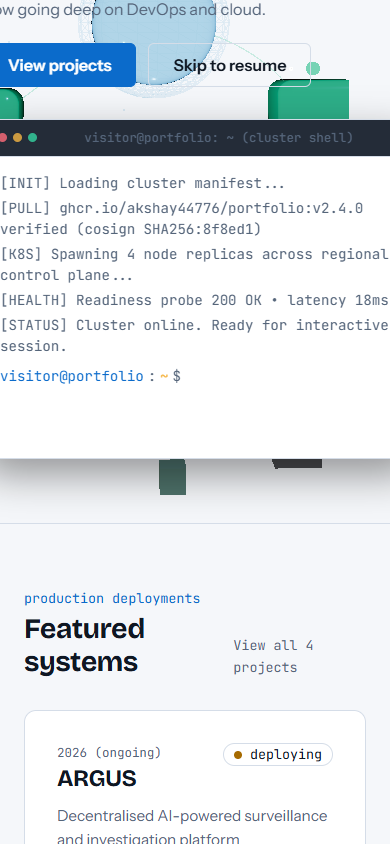 ow going deep on DevOps and cloud.
View projects
Skip to resume
visitor@portfolio: ~ (cluster shell)
[INIT] Loading cluster manifest...
[PULL] ghcr.io/akshay44776/portfolio:v2.4.0
verified (cosign SHA256:8f8ed1)
[K8S] Spawning 4 node replicas across regional
control plane...
[HEALTH] Readiness probe 200 OK • latency 18ms
[STATUS] Cluster online. Ready for interactive
session.
visitor@portfolio:~$
production deployments
Featured
systems
View all 4
projects
2026 (ongoing)
deploying
ARGUS
Decentralised AI-powered surveillance
and investigation platform